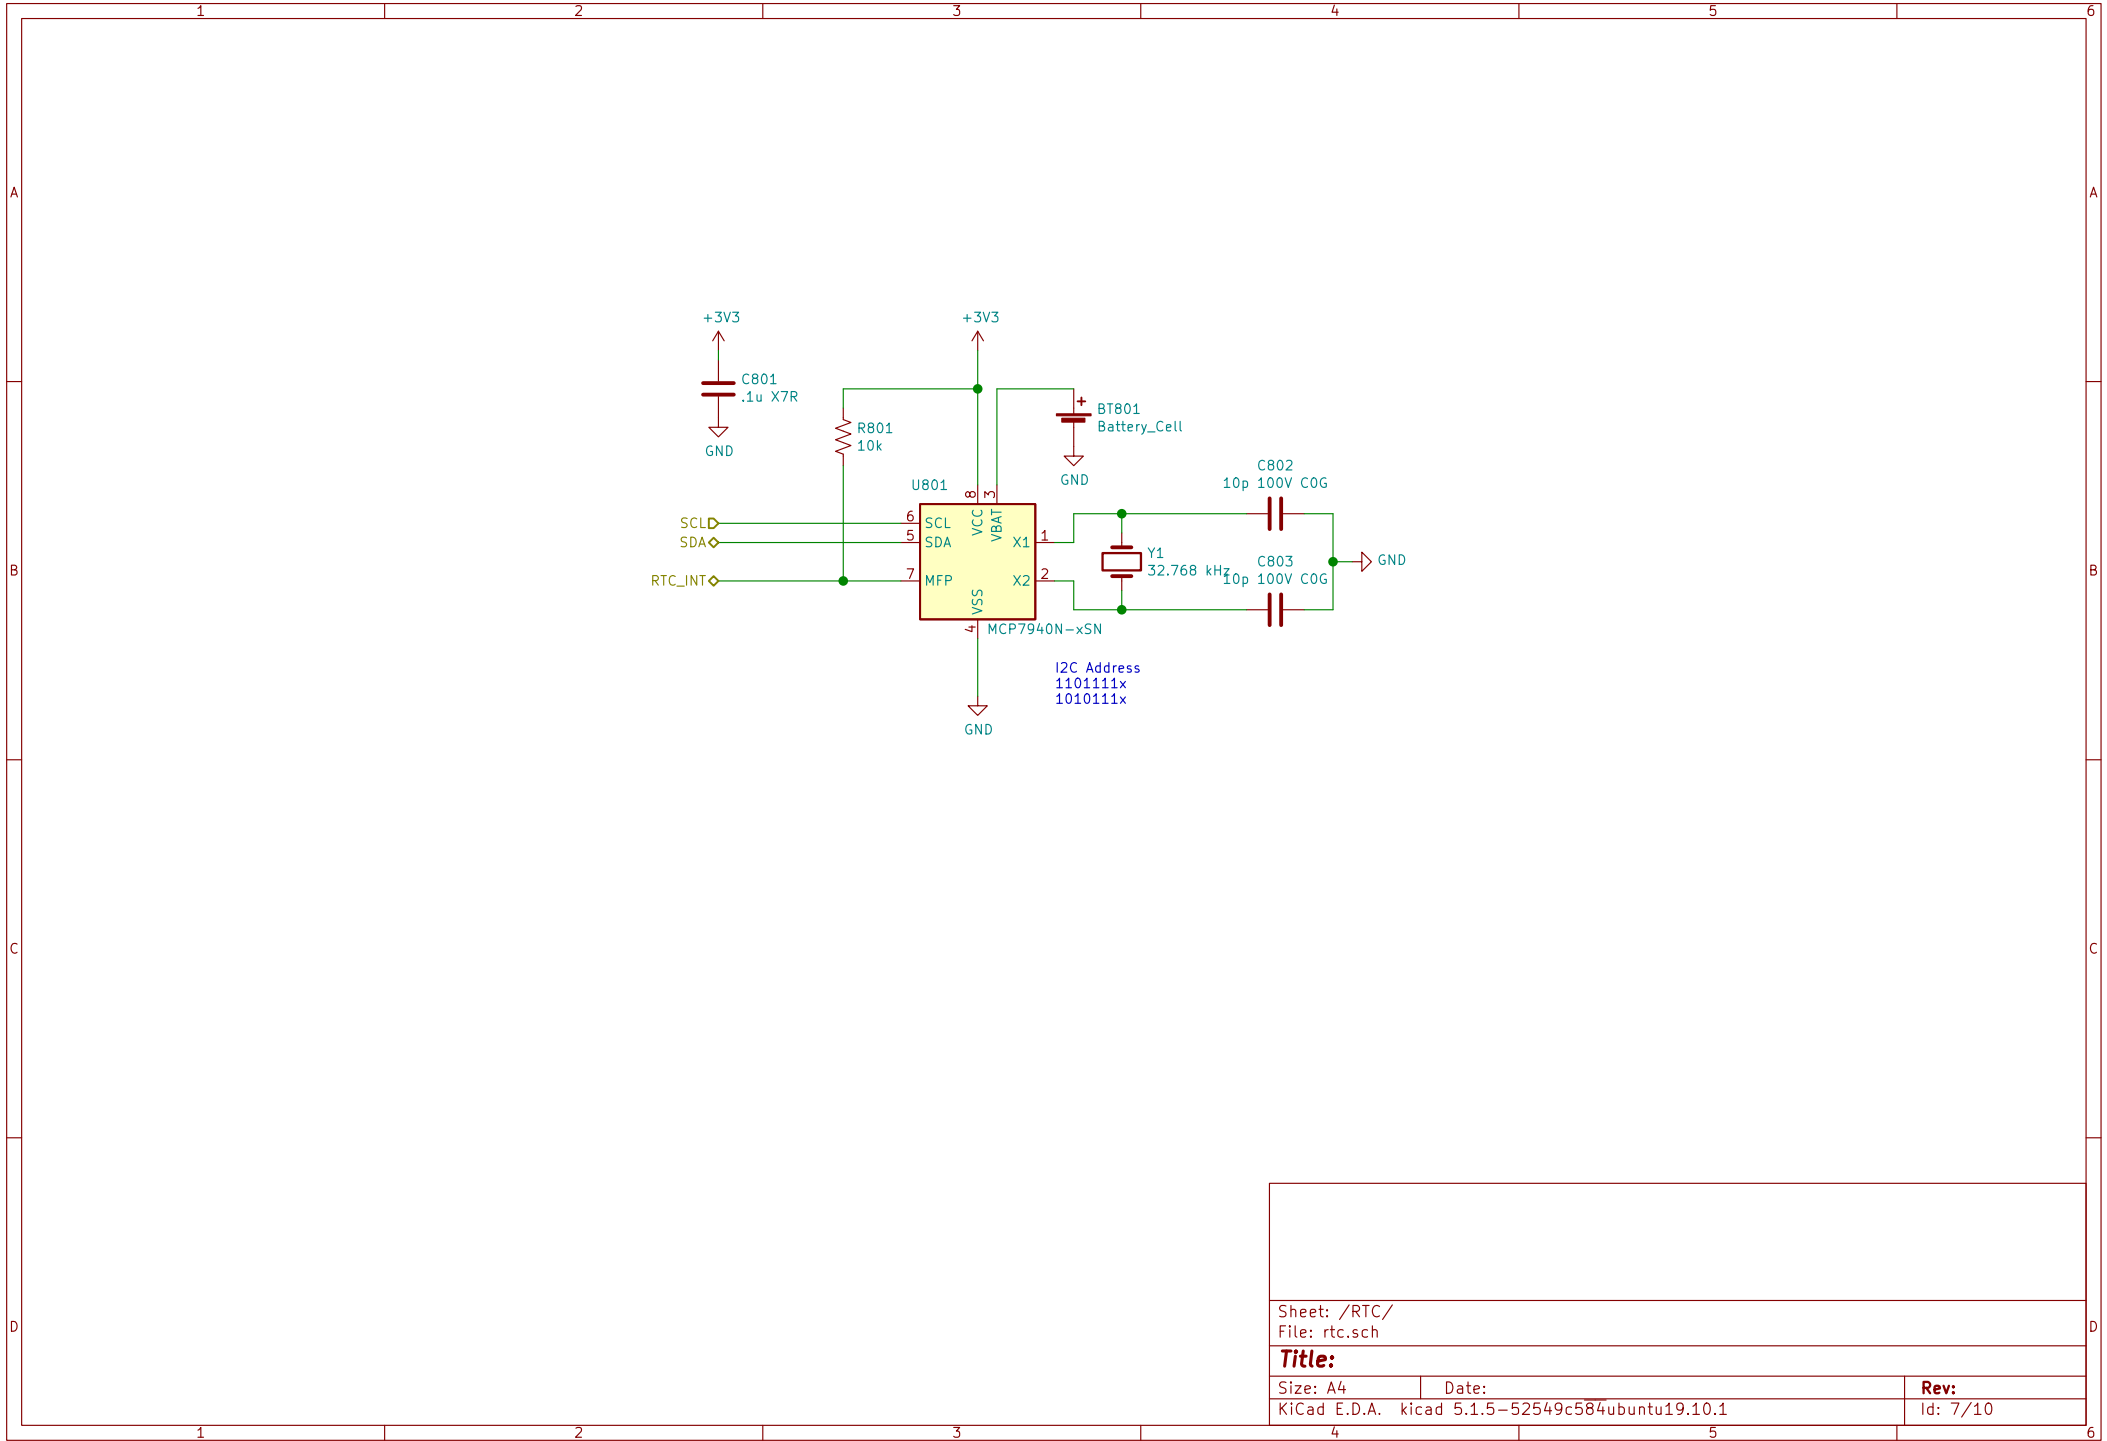 1 2 3 4 5 6
A A
+3V3 +3V3
C801
.1u X7R
GND
R801
10k
BT801
Battery_Cell
+
GND
C802
10p 100V C0G
U801
8 3
VCC VBAT
SCL 6 SCL
SDA 5 SDA
X1 1
RTC_INT 7 MFP
X2 2
VSS
4
MCP7940N-xSN
Y1
32.768 kHz
C803
10p 100V C0G
GND
B B
I2C Address
1101111x
1010111x
GND
C C
D D
Sheet: /RTC/
File: rtc.sch
Title:
Size: A4 Date: Rev:
KiCad E.D.A. kicad 5.1.5-52549c584ubuntu19.10.1 Id: 7/10
1 2 3 4 5 6